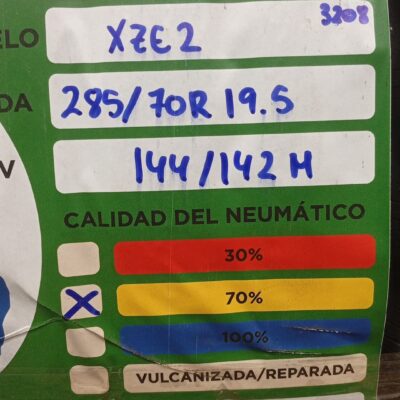 3208
ELO XZE2
DA 285/70R 19.5
V 144/142 M
CALIDAD DEL NEUMÁTICO
30%
X 70%
100%
VULCANIZADA/REPARADA